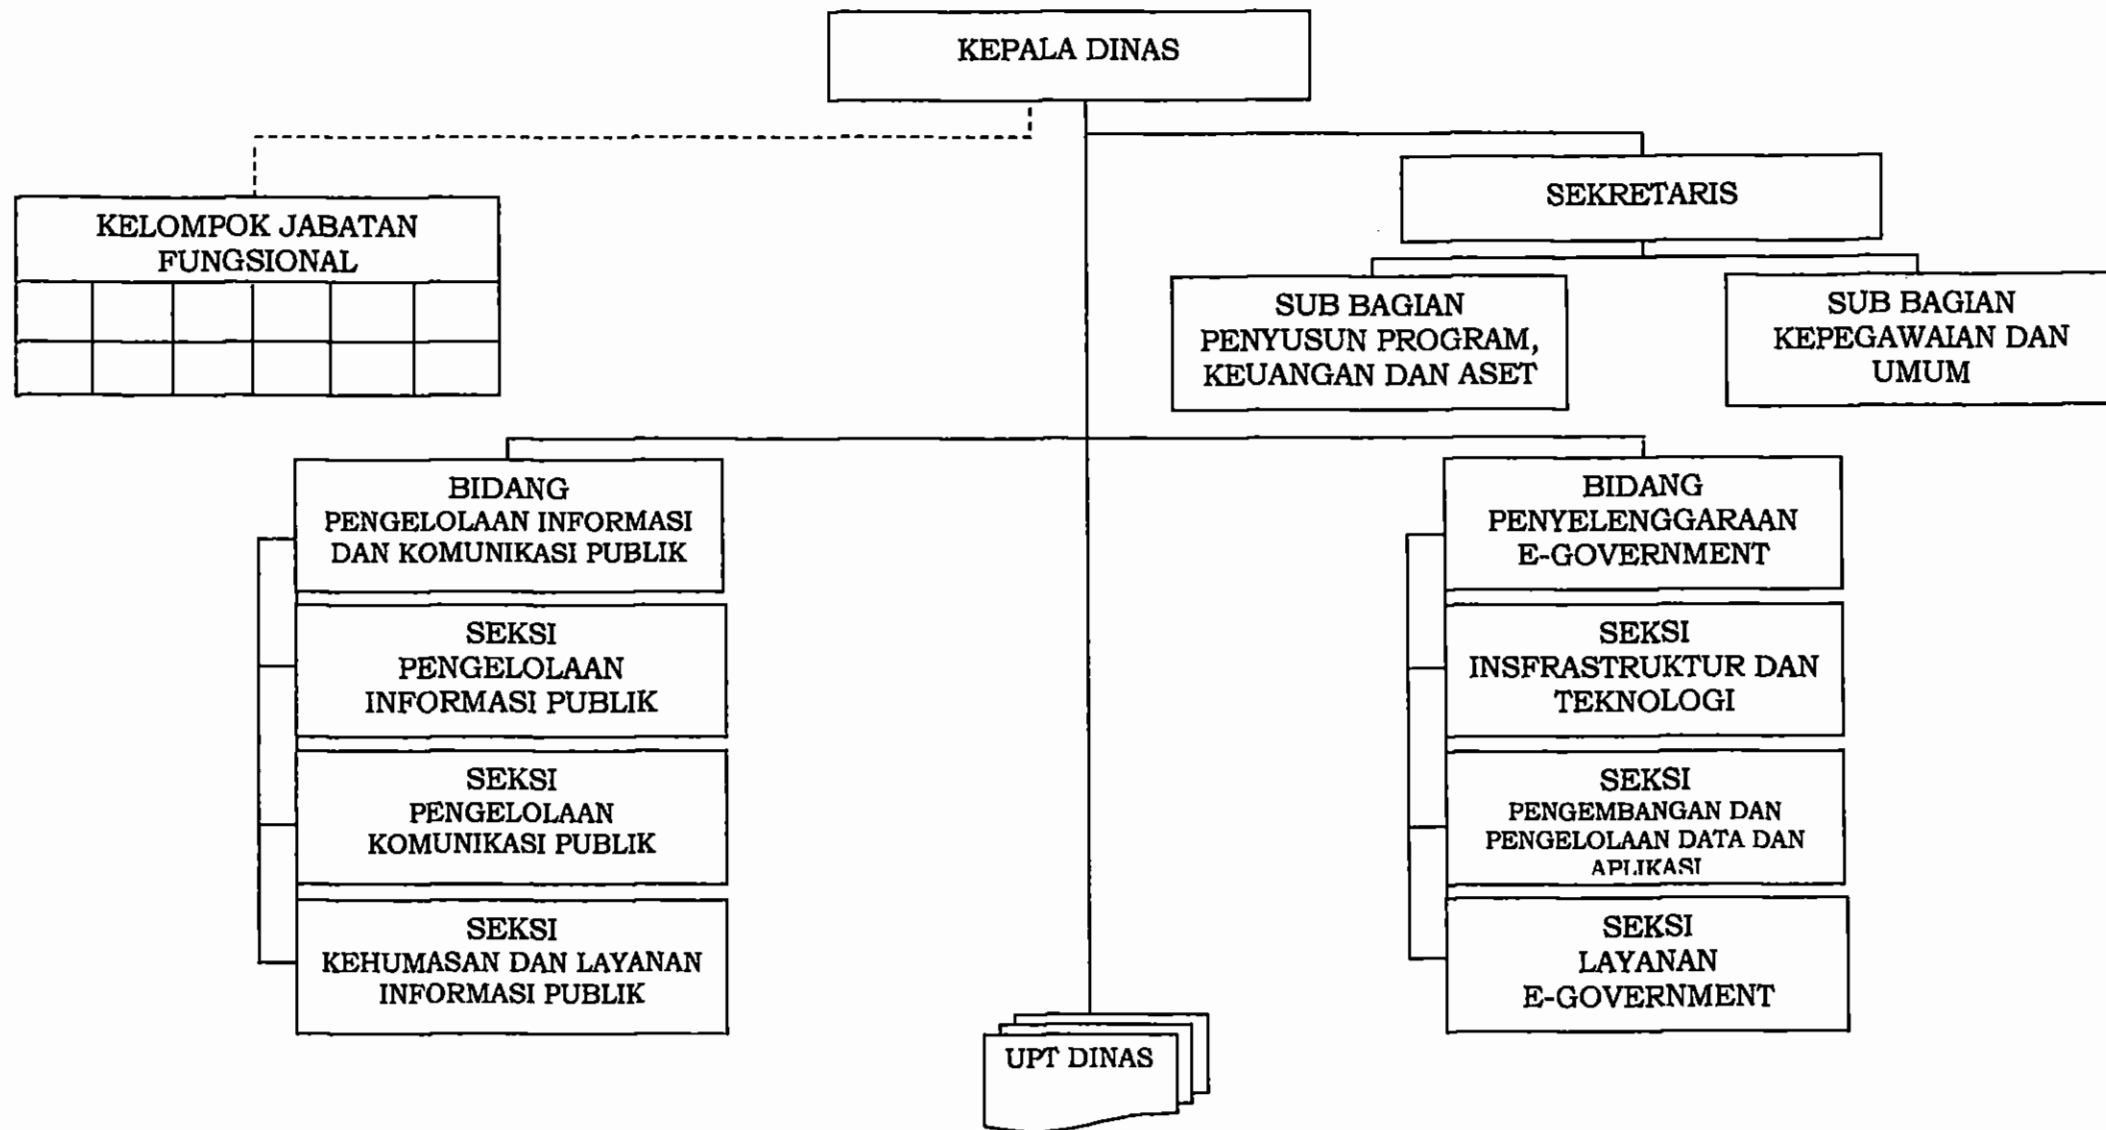 KEPALA DINAS
KELOMPOK JABATAN
FUNGSIONAL
SEKRETARIS
SUB BAGIAN
PENYUSUN PROGRAM,
KEUANGAN DAN ASET
SUB BAGIAN
KEPEGAWAIAN DAN
UMUM
BIDANG
PENGELOLAAN INFORMASI
DAN KOMUNIKASI PUBLIK
SEKSI
PENGELOLAAN
INFORMASI PUBLIK
SEKSI
PENGELOLAAN
KOMUNIKASI PUBLIK
SEKSI
KEHUMASAN DAN LAYANAN
INFORMASI PUBLIK
BIDANG
PENYELENGGARAAN
E-GOVERNMENT
SEKSI
INSFRASTRUKTUR DAN
TEKNOLOGI
SEKSI
PENGEMBANGAN DAN
PENGELOLAAN DATA DAN
APLIKASI
SEKSI
LAYANAN
E-GOVERNMENT
UPT DINAS